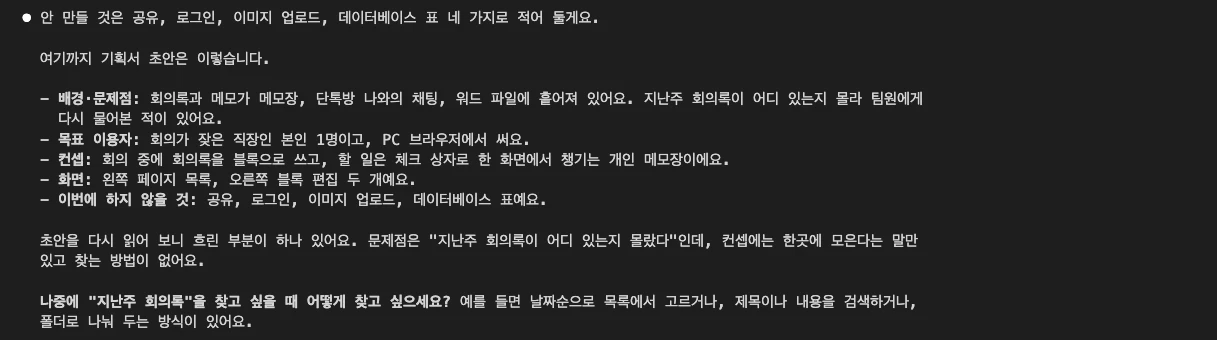 ● 안 만들 것은 공유, 로그인, 이미지 업로드, 데이터베이스 표 네 가지로 적어 둘게요.
여기까지 기획서 초안은 이렇습니다.
- 배경·문제점: 회의록과 메모가 메모장, 단톡방 나와의 채팅, 워드 파일에 흩어져 있어요. 지난주 회의록이 어디 있는지 몰라 팀원에게
다시 물어본 적이 있어요.
- 목표 이용자: 회의가 잦은 직장인 본인 1명이고, PC 브라우저에서 써요.
- 컨셉: 회의 중에 회의록을 블록으로 쓰고, 할 일은 체크 상자로 한 화면에서 챙기는 개인 메모장이에요.
- 화면: 왼쪽 페이지 목록, 오른쪽 블록 편집 두 개예요.
- 이번에 하지 않을 것: 공유, 로그인, 이미지 업로드, 데이터베이스 표예요.
초안을 다시 읽어 보니 흐린 부분이 하나 있어요. 문제점은 "지난주 회의록이 어디 있는지 몰랐다"인데, 컨셉에는 한곳에 모은다는 말만
있고 찾는 방법이 없어요.
나중에 "지난주 회의록"을 찾고 싶을 때 어떻게 찾고 싶으세요? 예를 들면 날짜순으로 목록에서 고르거나, 제목이나 내용을 검색하거나,
폴더로 나눠 두는 방식이 있어요.